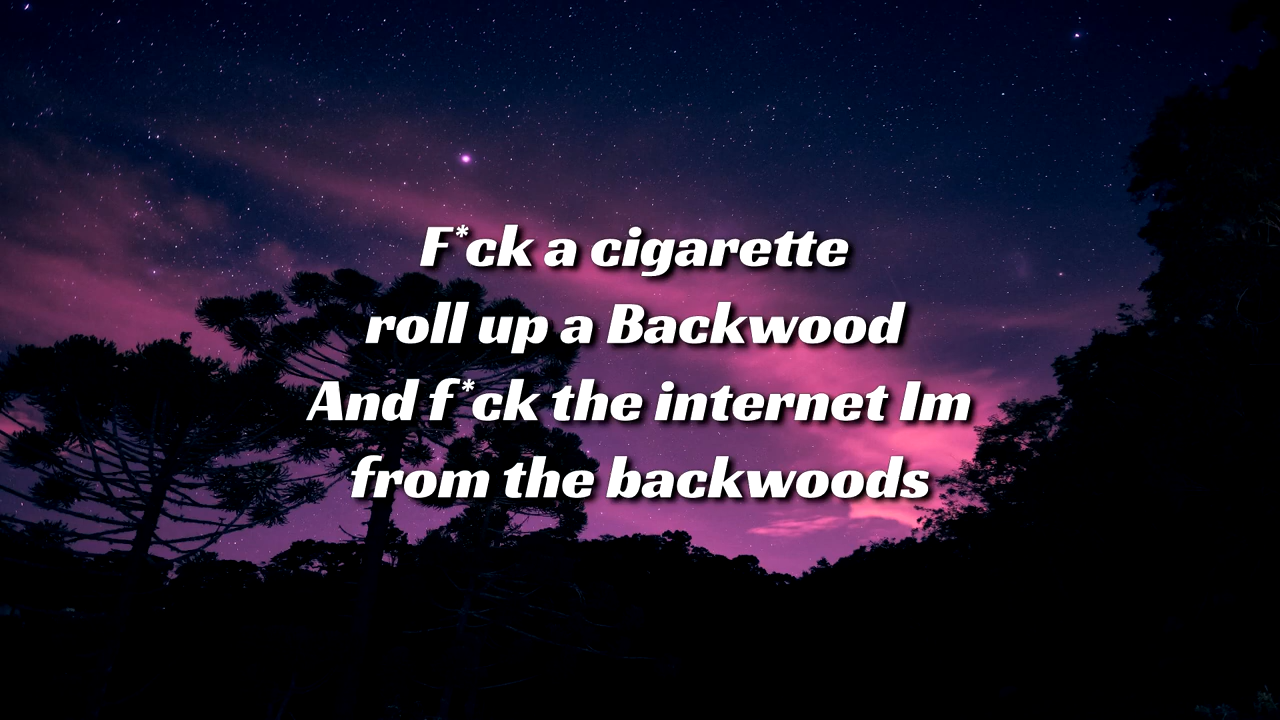 F*ck a cigarette
roll up a Backwood
And f*ck the internet Im
from the backwoods